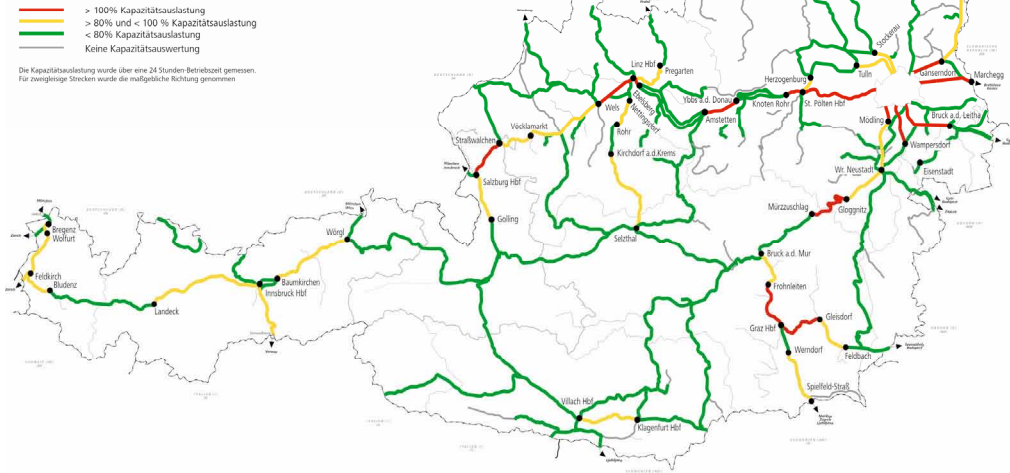 > 100% Kapazitätsauslastung
> 80% und < 100 % Kapazitätsauslastung
< 80% Kapazitätsauslastung
Keine Kapazitätsauswertung
Die Kapazitätsauslastung wurde über eine 24 Stunden-Betriebszeit gemessen.
Für zweigleisige Strecken wurde die maßgebliche Richtung genommen
Stockerau
Linz Hbf
Pregarten
Herzogenburg
Tulln
Gänserndorf
Marchegg
Wels
Ebelsberg
Nettingsdorf
Ybbs a.d. Donau
Knoten Rohr
St. Pölten Hbf
Amstetten
Vöcklamarkt
Rohr
Mödling
Bruck a.d. Leitha
Straßwalchen
Wampersdorf
Kirchdorf a.d.Krems
Wr. Neustadt
Eisenstadt
Salzburg Hbf
Golling
Mürzzuschlag
Gloggnitz
Bregenz
Wolfurt
Wörgl
Selzthal
Bruck a.d. Mur
Feldkirch
Bludenz
Baumkirchen
Innsbruck Hbf
Frohnleiten
Landeck
Graz Hbf
Gleisdorf
Werndorf
Feldbach
Spielfeld-Straß
Villach Hbf
Klagenfurt Hbf